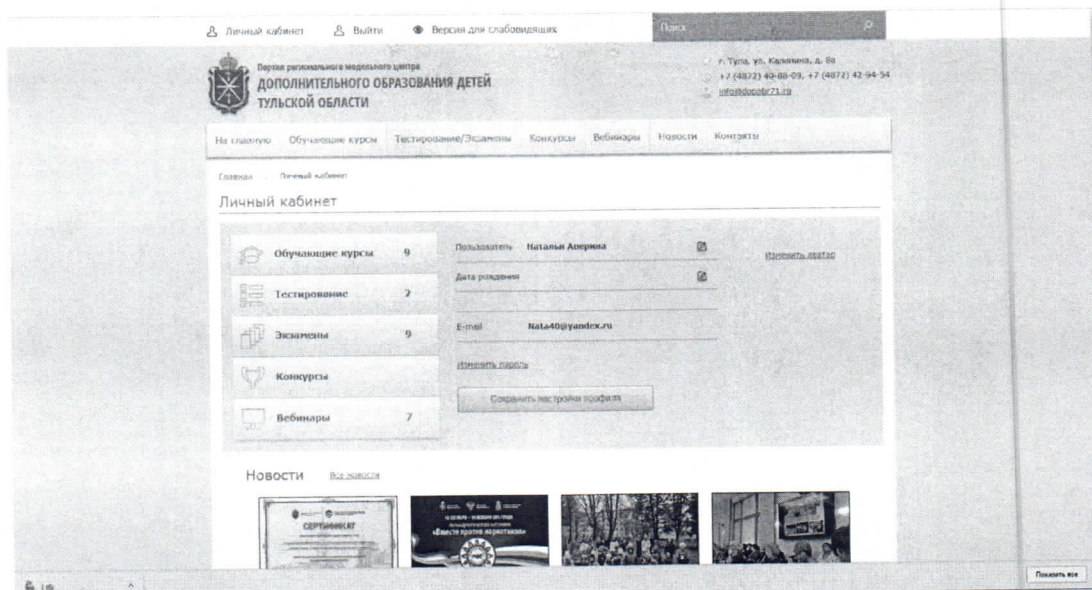 Личный кабинет Выйти Версия для слабовидящих Поиск
Портал регионального модельного центра
ДОПОЛНИТЕЛЬНОГО ОБРАЗОВАНИЯ ДЕТЕЙ
ТУЛЬСКОЙ ОБЛАСТИ
г. Тула, ул. Калинина, д. 8в
+7 (4872) 40-88-09, +7 (4872) 42-94-54
info@dopobr71.ru
На главную Обучающие курсы Тестирование/Экзамены Конкурсы Вебинары Новости Контакты
Главная Личный кабинет
Личный кабинет
Обучающие курсы 9
Тестирование 2
Экзамены 9
Конкурсы
Вебинары 7
Пользователь Наталья Аверина
Дата рождения
E-mail Nata40@yandex.ru
Изменить пароль
Сохранить настройки профиля
Изменить аватар
Новости Все новости
СЕРТИФИКАТ
«Вместе против наркотиков»
Показать все